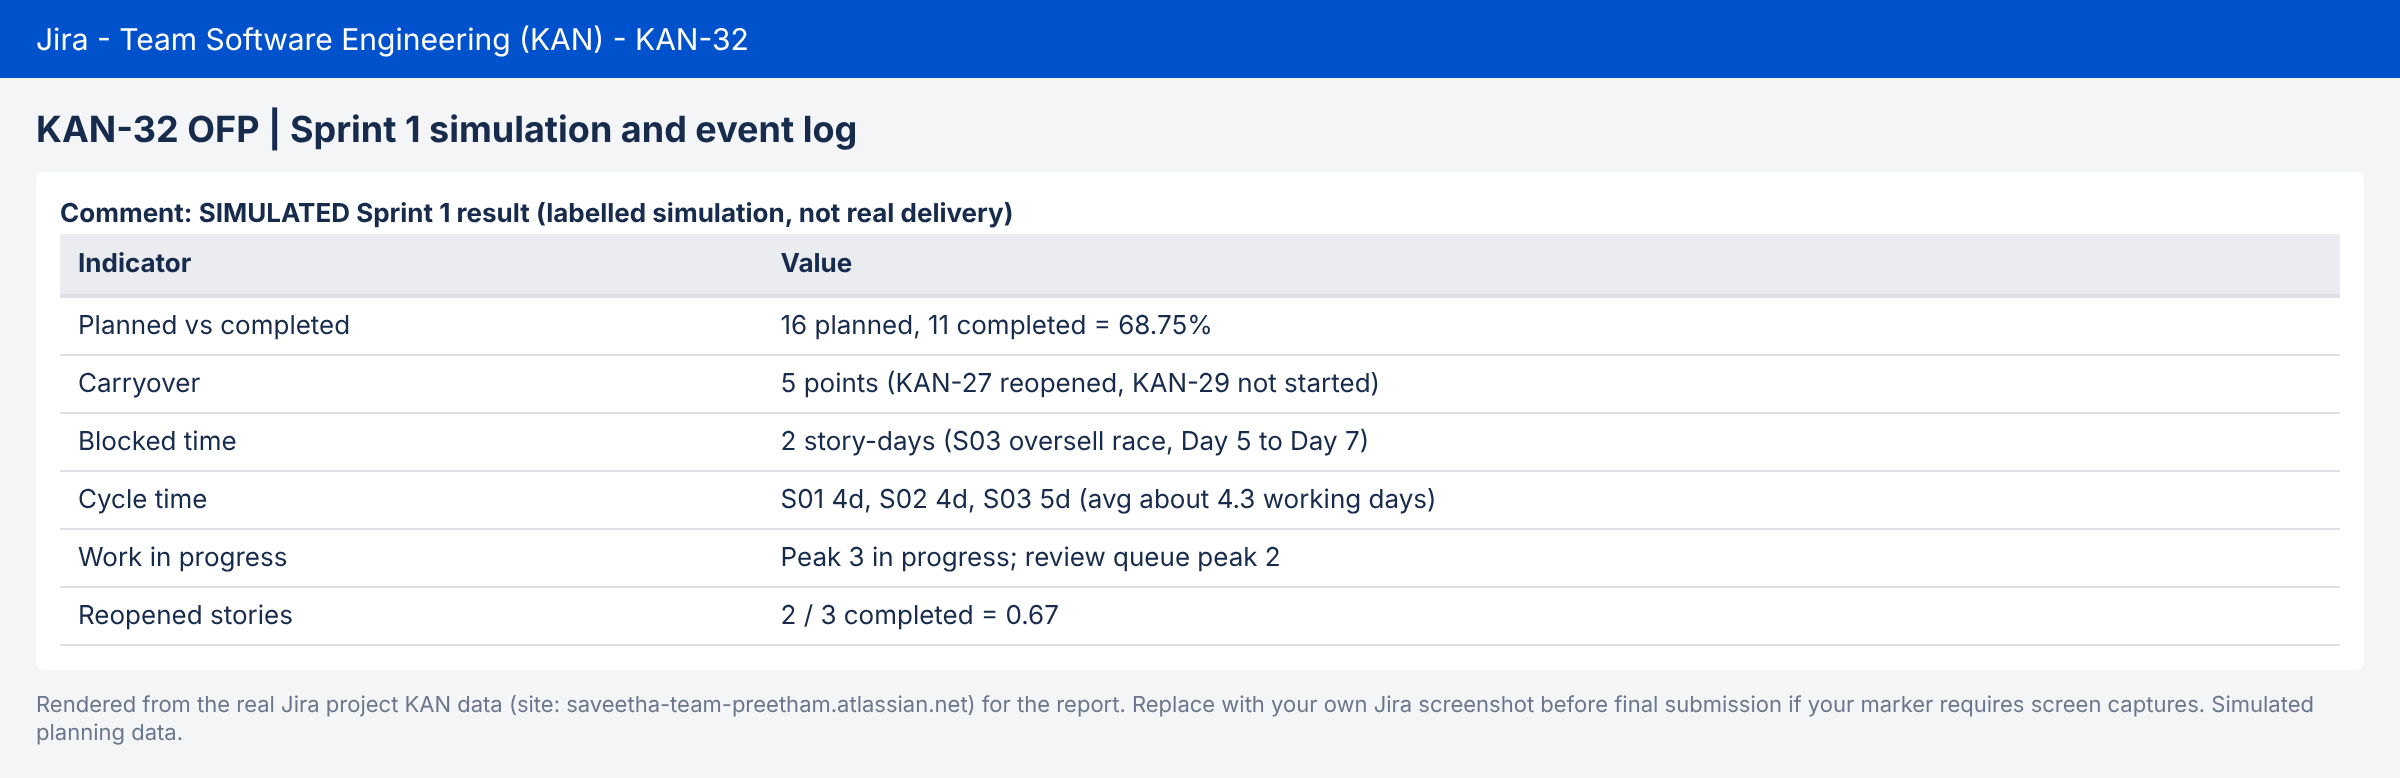 Jira - Team Software Engineering (KAN) - KAN-32
KAN-32 OFP | Sprint 1 simulation and event log
Comment: SIMULATED Sprint 1 result (labelled simulation, not real delivery)
Indicator Value
Planned vs completed 16 planned, 11 completed = 68.75%
Carryover 5 points (KAN-27 reopened, KAN-29 not started)
Blocked time 2 story-days (S03 oversell race, Day 5 to Day 7)
Cycle time S01 4d, S02 4d, S03 5d (avg about 4.3 working days)
Work in progress Peak 3 in progress; review queue peak 2
Reopened stories 2 / 3 completed = 0.67
Rendered from the real Jira project KAN data (site: saveetha-team-preetham.atlassian.net) for the report. Replace with your own Jira screenshot before final submission if your marker requires screen captures. Simulated
planning data.